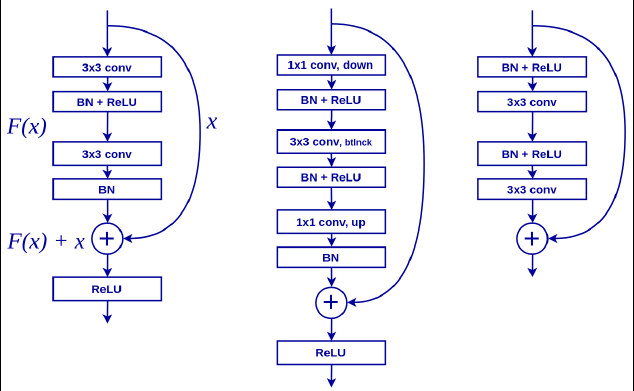 3x3 conv
BN + ReLU
F(x)
x
3x3 conv
BN
F(x) + x
+
ReLU
1x1 conv, down
BN + ReLU
3x3 conv, btlnck
BN + ReLU
1x1 conv, up
BN
+
ReLU
BN + ReLU
3x3 conv
BN + ReLU
3x3 conv
+